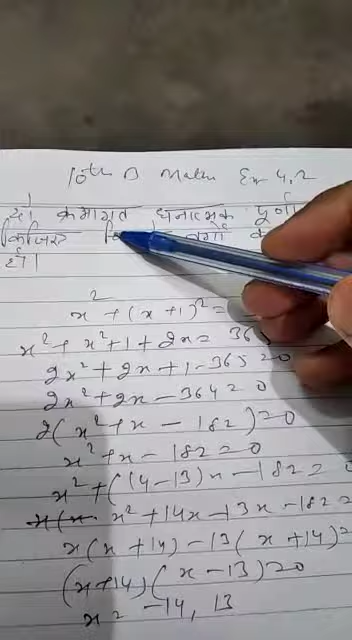 10th B Maths Ex 4.2
दो क्रमागत धनात्मक पूर्णा
कीजिए वर्गों
हो।
x² + (x+1)² =
x² + x² + 1 + 2x = 365
2x² + 2x + 1 - 365 = 0
2x² + 2x - 364 = 0
2(x² + x - 182) = 0
x² + x - 182 = 0
x² + (14-13)x - 182 = 0
x² + 14x - 13x - 182 =
x(x+14) - 13(x+14) =
(x+14)(x-13) = 0
x = -14, 13